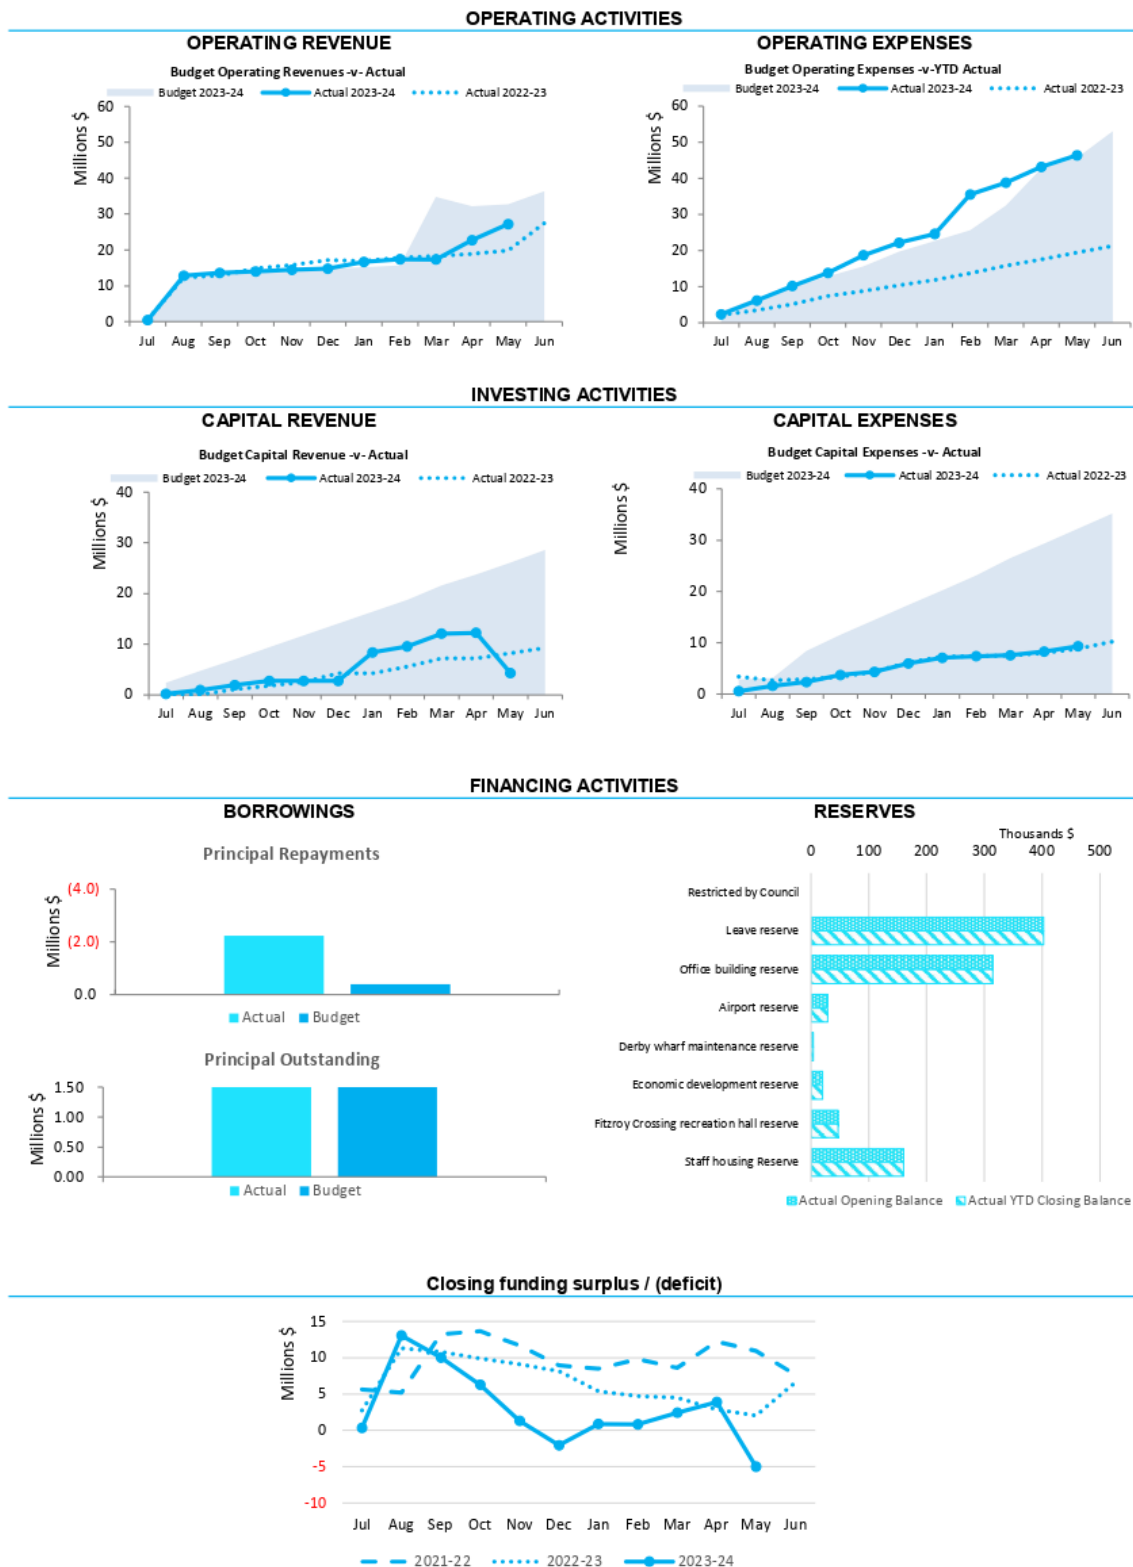 OPERATING ACTIVITIES
OPERATING REVENUE
Budget Operating Revenues -v- Actual
Budget 2023-24 Actual 2023-24 Actual 2022-23
Millions $
60
50
40
30
20
10
0
Jul Aug Sep Oct Nov Dec Jan Feb Mar Apr May Jun
OPERATING EXPENSES
Budget Operating Expenses -v-YTD Actual
Budget 2023-24 Actual 2023-24 Actual 2022-23
Millions $
60
50
40
30
20
10
0
Jul Aug Sep Oct Nov Dec Jan Feb Mar Apr May Jun
INVESTING ACTIVITIES
CAPITAL REVENUE
Budget Capital Revenue -v- Actual
Budget 2023-24 Actual 2023-24 Actual 2022-23
Millions $
40
30
20
10
0
Jul Aug Sep Oct Nov Dec Jan Feb Mar Apr May Jun
CAPITAL EXPENSES
Budget Capital Expenses -v- Actual
Budget 2023-24 Actual 2023-24 Actual 2022-23
Millions $
40
30
20
10
0
Jul Aug Sep Oct Nov Dec Jan Feb Mar Apr May Jun
FINANCING ACTIVITIES
BORROWINGS
Principal Repayments
Millions $
(4.0)
(2.0)
0.0
Actual Budget
Principal Outstanding
Millions $
1.50
1.00
0.50
0.00
Actual Budget
RESERVES
Thousands $
0 100 200 300 400 500
Restricted by Council
Leave reserve
Office building reserve
Airport reserve
Derby wharf maintenance reserve
Economic development reserve
Fitzroy Crossing recreation hall reserve
Staff housing Reserve
Actual Opening Balance Actual YTD Closing Balance
Closing funding surplus / (deficit)
Millions $
15
10
5
0
-5
-10
Jul Aug Sep Oct Nov Dec Jan Feb Mar Apr May Jun
2021-22 2022-23 2023-24